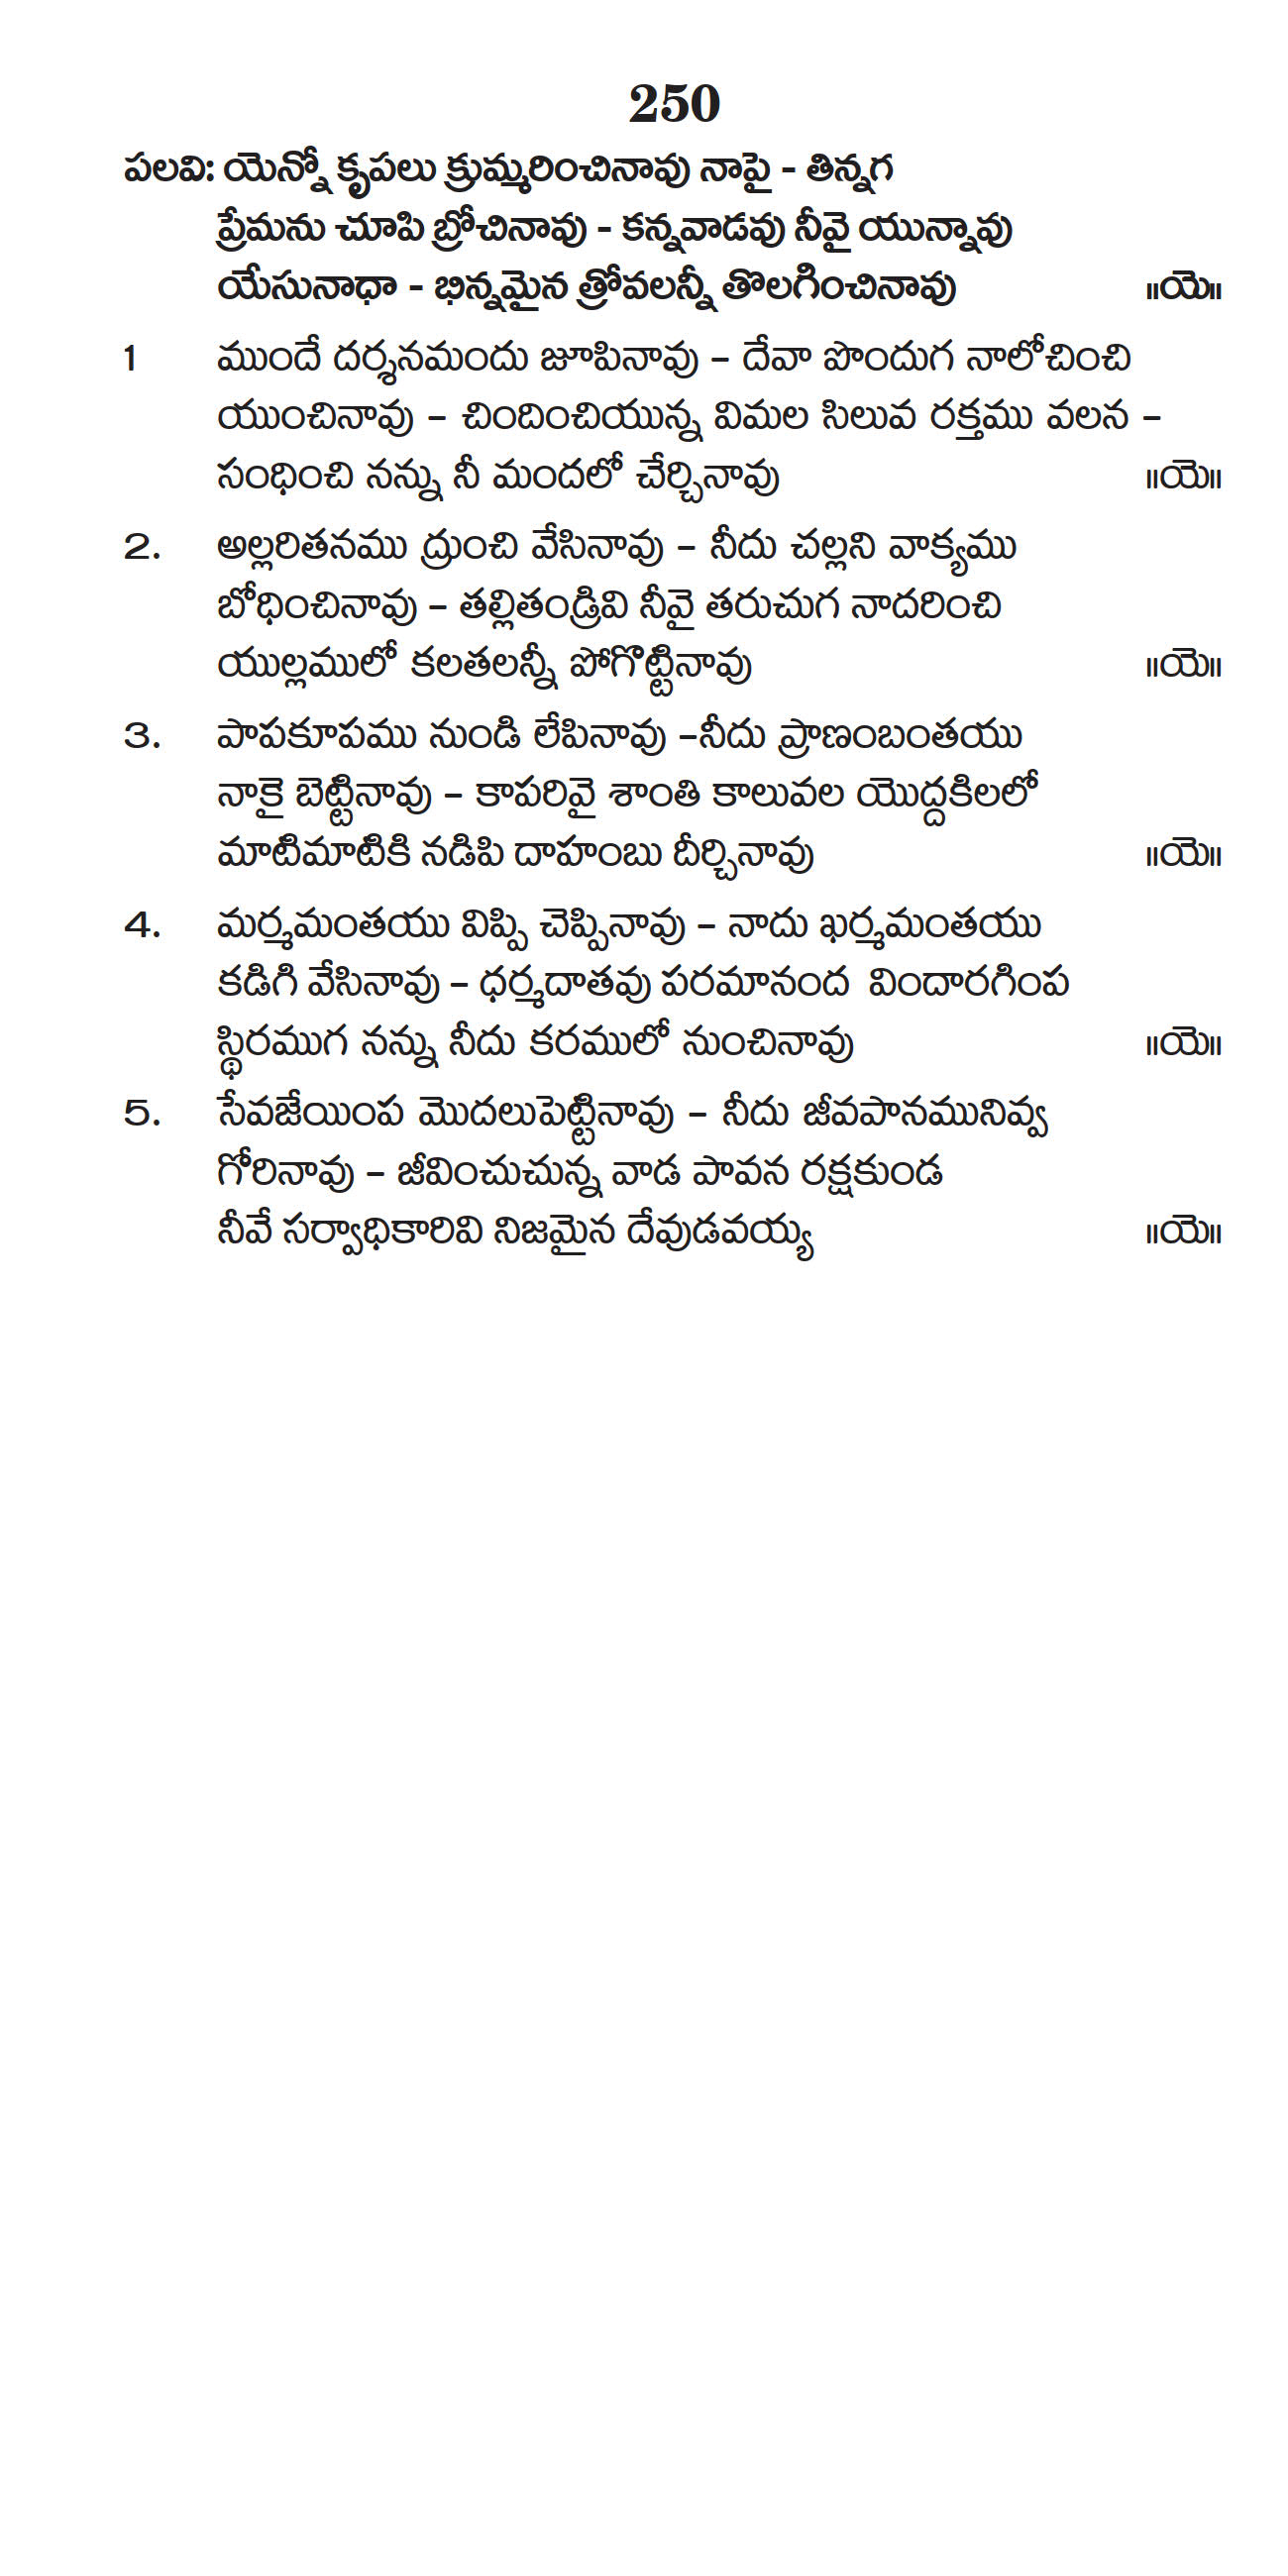 250
పలవి: యెన్నో కృపలు క్రుమ్మరించినావు నాపై - తిన్నగ
ప్రేమను చూపి బ్రోచినావు - కన్నవాడవు నీవై యున్నావు
యేసునాధా - భిన్నమైన త్రోవలన్నీ తొలగించినావు ॥యె॥
1 ముందే దర్శనమందు జూపినావు – దేవా పొందుగ నాలోచించి
యుంచినావు – చిందించియున్న విమల సిలువ రక్తము వలన –
సంధించి నన్ను నీ మందలో చేర్చినావు ॥యె॥
2. అల్లరితనము ద్రుంచి వేసినావు – నీదు చల్లని వాక్యము
బోధించినావు – తల్లితండ్రివి నీవై తరుచుగ నాదరించి
యుల్లములో కలతలన్నీ పోగొట్టినావు ॥యె॥
3. పాపకూపము నుండి లేపినావు –నీదు ప్రాణంబంతయు
నాకై బెట్టినావు – కాపరివై శాంతి కాలువల యొద్దకిలలో
మాటిమాటికి నడిపి దాహంబు దీర్చినావు ॥యె॥
4. మర్మమంతయు విప్పి చెప్పినావు – నాదు ఖర్మమంతయు
కడిగి వేసినావు – ధర్మదాతవు పరమానంద విందారగింప
స్థిరముగ నన్ను నీదు కరములో నుంచినావు ॥యె॥
5. సేవజేయింప మొదలుపెట్టినావు – నీదు జీవపానమునివ్వ
గోరినావు – జీవించుచున్న వాడ పావన రక్షకుండ
నీవే సర్వాధికారివి నిజమైన దేవుడవయ్య ॥యె॥